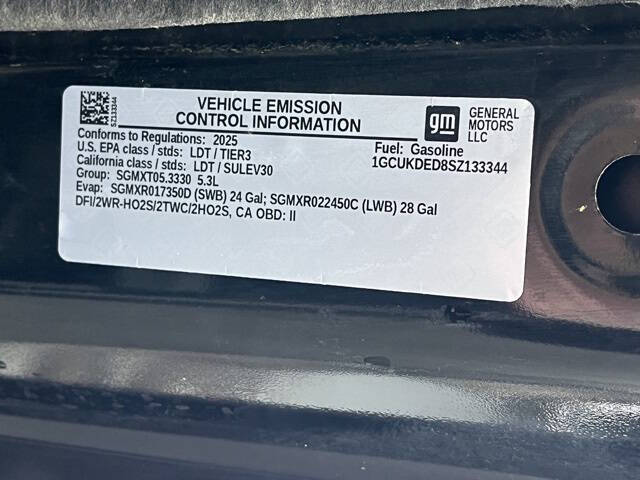 SZ133344
VEHICLE EMISSION
CONTROL INFORMATION
gm
GENERAL
MOTORS
LLC
Conforms to Regulations: 2025
U.S. EPA class / stds: LDT / TIER3
California class / stds: LDT / SULEV30
Group: SGMXT05.3330 5.3L
Fuel: Gasoline
1GCUKDED8SZ133344
Evap: SGMXR017350D (SWB) 24 Gal; SGMXR022450C (LWB) 28 Gal
DFI/2WR-HO2S/2TWC/2HO2S, CA OBD: II